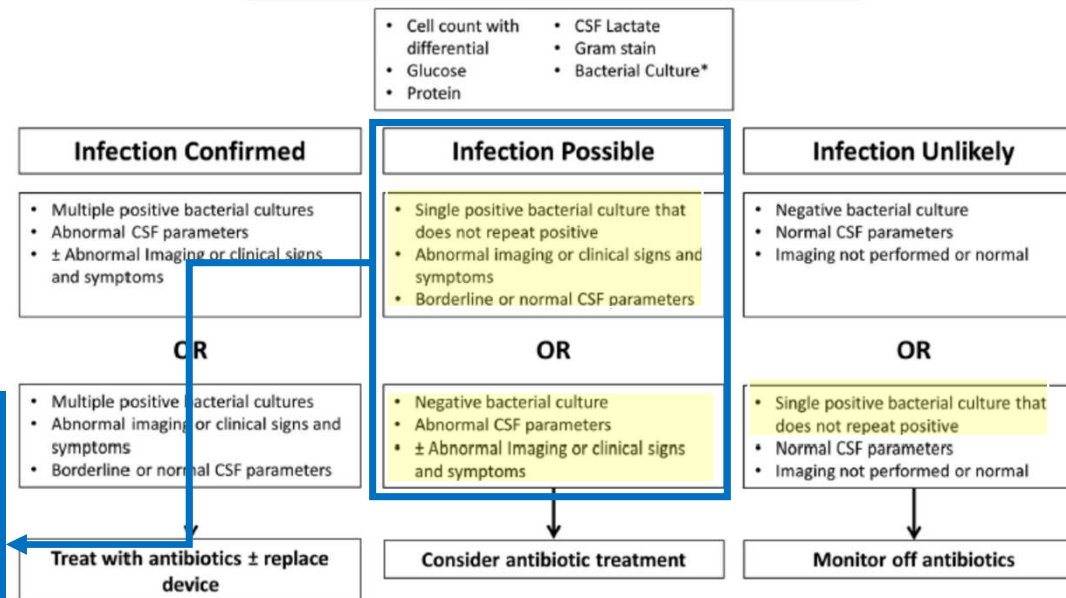 • Cell count with differential
• Glucose
• Protein
• CSF Lactate
• Gram stain
• Bacterial Culture*
Infection Confirmed
• Multiple positive bacterial cultures
• Abnormal CSF parameters
• ± Abnormal Imaging or clinical signs and symptoms
OR
• Multiple positive bacterial cultures
• Abnormal imaging or clinical signs and symptoms
• Borderline or normal CSF parameters
Treat with antibiotics ± replace device
Infection Possible
• Single positive bacterial culture that does not repeat positive
• Abnormal imaging or clinical signs and symptoms
• Borderline or normal CSF parameters
OR
• Negative bacterial culture
• Abnormal CSF parameters
• ± Abnormal Imaging or clinical signs and symptoms
Consider antibiotic treatment
Infection Unlikely
• Negative bacterial culture
• Normal CSF parameters
• Imaging not performed or normal
OR
• Single positive bacterial culture that does not repeat positive
• Normal CSF parameters
• Imaging not performed or normal
Monitor off antibiotics